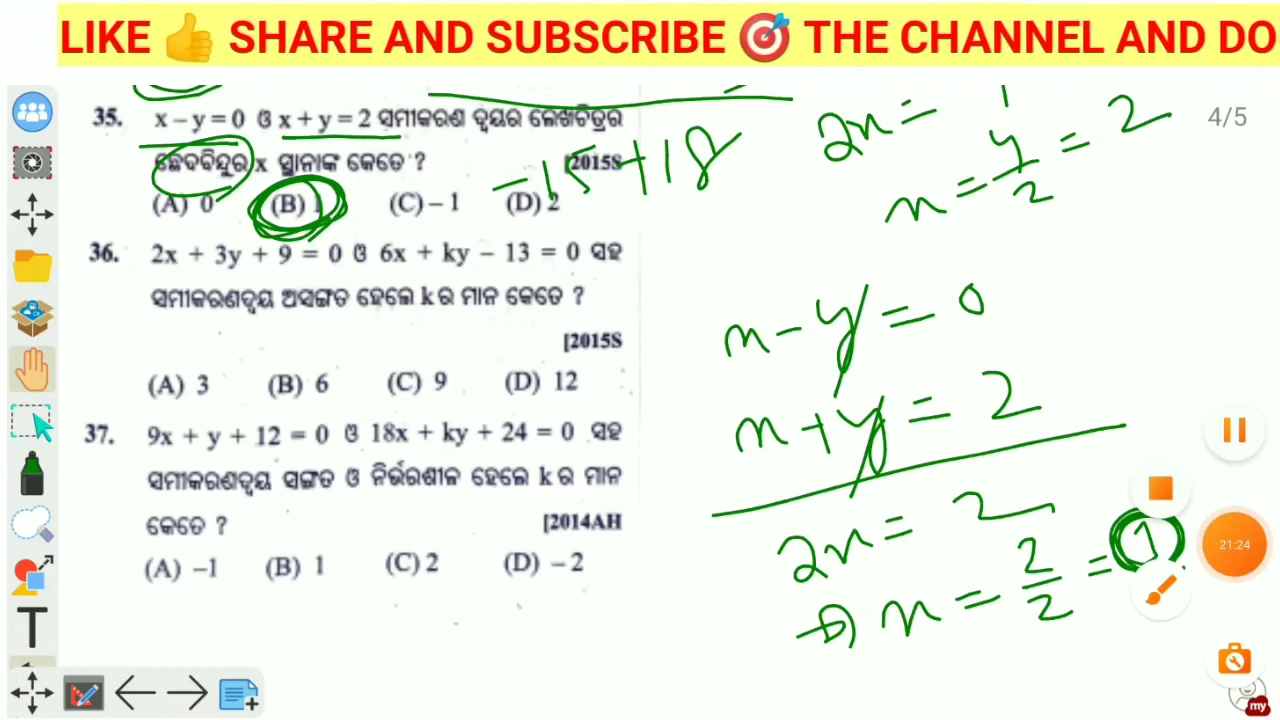 LIKE 👍 SHARE AND SUBSCRIBE 🎯 THE CHANNEL AND DO
4/5
35. x – y = 0 ଓ x + y = 2 ସମୀକରଣ ଦ୍ୱୟର ଲେଖଚିତ୍ରର
ଛେଦବିନ୍ଦୁର x ସ୍ଥାନାଙ୍କ କେତେ ? [2015S
(A) 0 (B) 1 (C) – 1 (D) 2
36. 2x + 3y + 9 = 0 ଓ 6x + ky – 13 = 0 ସହ
ସମୀକରଣଦ୍ୱୟ ଅସଙ୍ଗତ ହେଲେ k ର ମାନ କେତେ ?
[2015S
(A) 3 (B) 6 (C) 9 (D) 12
37. 9x + y + 12 = 0 ଓ 18x + ky + 24 = 0 ସହ
ସମୀକରଣଦ୍ୱୟ ସଙ୍ଗତ ଓ ନିର୍ଭରଶୀଳ ହେଲେ k ର ମାନ
କେତେ ? [2014AH
(A) –1 (B) 1 (C) 2 (D) – 2
-15+18
2x =
x = 4/2 = 2
x - y = 0
x + y = 2
2x = 2
⇒ x = 2/2 = 1
21:24
T
my